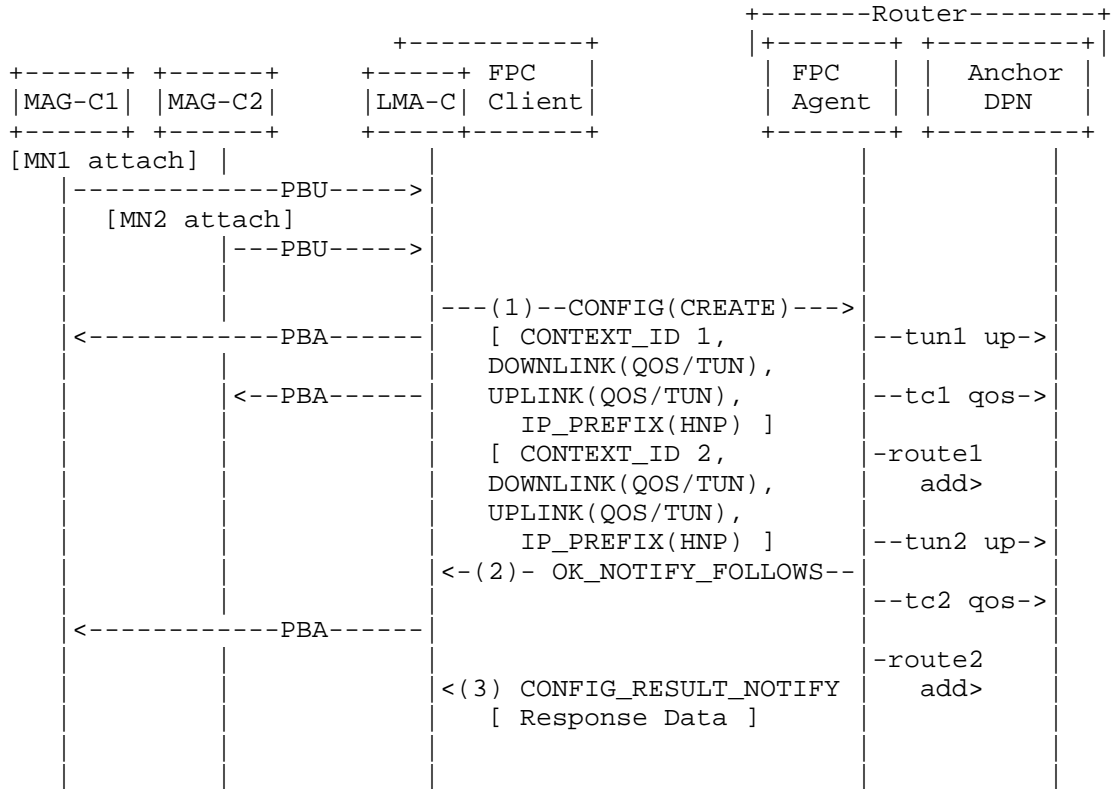 +-------Router--------+
+-----------+ |+-------+ +---------+|
+------+ +------+ +-----+ FPC | | FPC | | Anchor |
|MAG-C1| |MAG-C2| |LMA-C| Client| | Agent | | DPN |
+------+ +------+ +-----+-------+ +-------+ +---------+
[MN1 attach] | | | |
|-------------PBU----->| | |
| [MN2 attach] | | |
| |---PBU----->| | |
| | | | |
| | |---(1)--CONFIG(CREATE)--->| |
|<------------PBA------| [ CONTEXT_ID 1, |--tun1 up->|
| | | DOWNLINK(QOS/TUN), | |
| |<--PBA------| UPLINK(QOS/TUN), |--tc1 qos->|
| | | IP_PREFIX(HNP) ] | |
| | | [ CONTEXT_ID 2, |-route1 |
| | | DOWNLINK(QOS/TUN), | add> |
| | | UPLINK(QOS/TUN), | |
| | | IP_PREFIX(HNP) ] |--tun2 up->|
| | |<-(2)- OK_NOTIFY_FOLLOWS--| |
| | | |--tc2 qos->|
|<------------PBA------| | |
| | | |-route2 |
| | |<(3) CONFIG_RESULT_NOTIFY | add> |
| | | [ Response Data ] | |
| | | | |
| | | | |